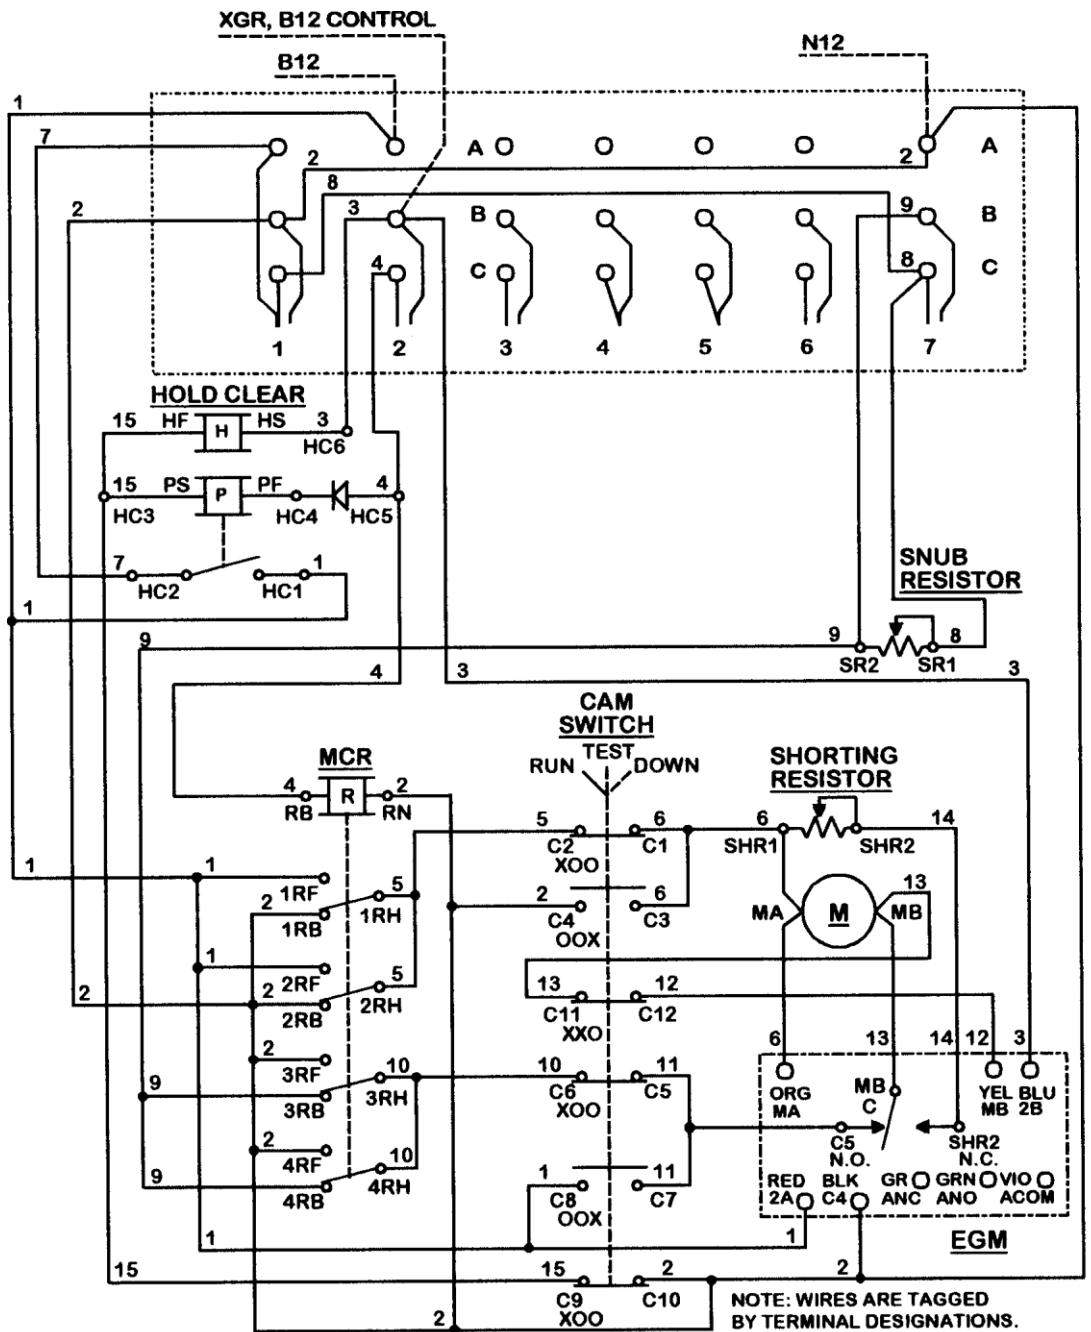 XGR, B12 CONTROL
B12
N12
1
7
A
A
2
2
8
2
3
B
9
B
4
C
8
C
1
2
3
4
5
6
7
HOLD CLEAR
15 HF H HS 3
HC6
15 PS P PF 4
HC3 HC4 HC5
7 1
HC2 HC1
1
SNUB
RESISTOR
9
9 8
SR2 SR1
4
3
3
CAM
SWITCH
TEST
RUN DOWN
MCR
SHORTING
RESISTOR
4 R 2
RB RN
5 6
C2 C1
XOO
6 14
SHR1 SHR2
1
1
1RF
5
2
1RH
1RB
2 6
C4 C3
OOX
13
MA M MB
1
2RF
5
2
2
2RH
2RB
13 12
C11 C12
XXO
6 13 14 12 3
2
3RF
10
9
3RH
3RB
10 11
C6 C5
XOO
ORG
MA
MB
C
YEL
MB
BLU
2B
C5
N.O.
SHR2
N.C.
2
4RF
10
9
4RH
4RB
1 11
C8 C7
OOX
RED
2A
BLK
C4
GR
ANC
GRN
ANO
VIO
ACOM
1
1
EGM
15
15 2
2
C9 C10
XOO
2
NOTE: WIRES ARE TAGGED
BY TERMINAL DESIGNATIONS.